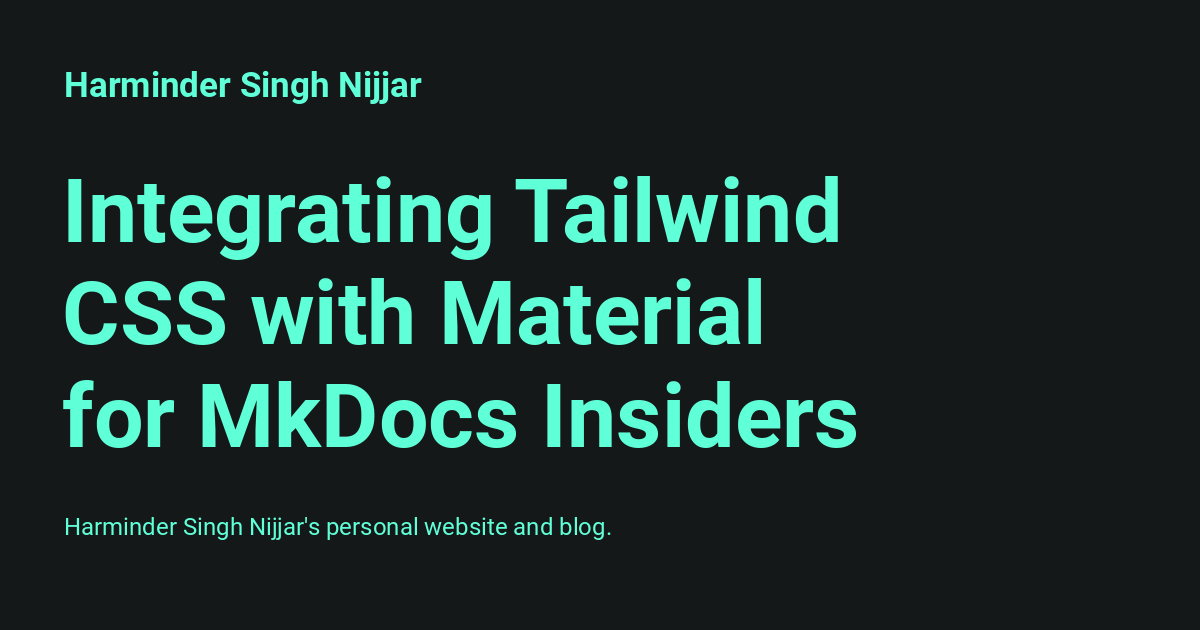 Harminder Singh Nijjar
Integrating Tailwind
CSS with Material
for MkDocs Insiders
Harminder Singh Nijjar's personal website and blog.